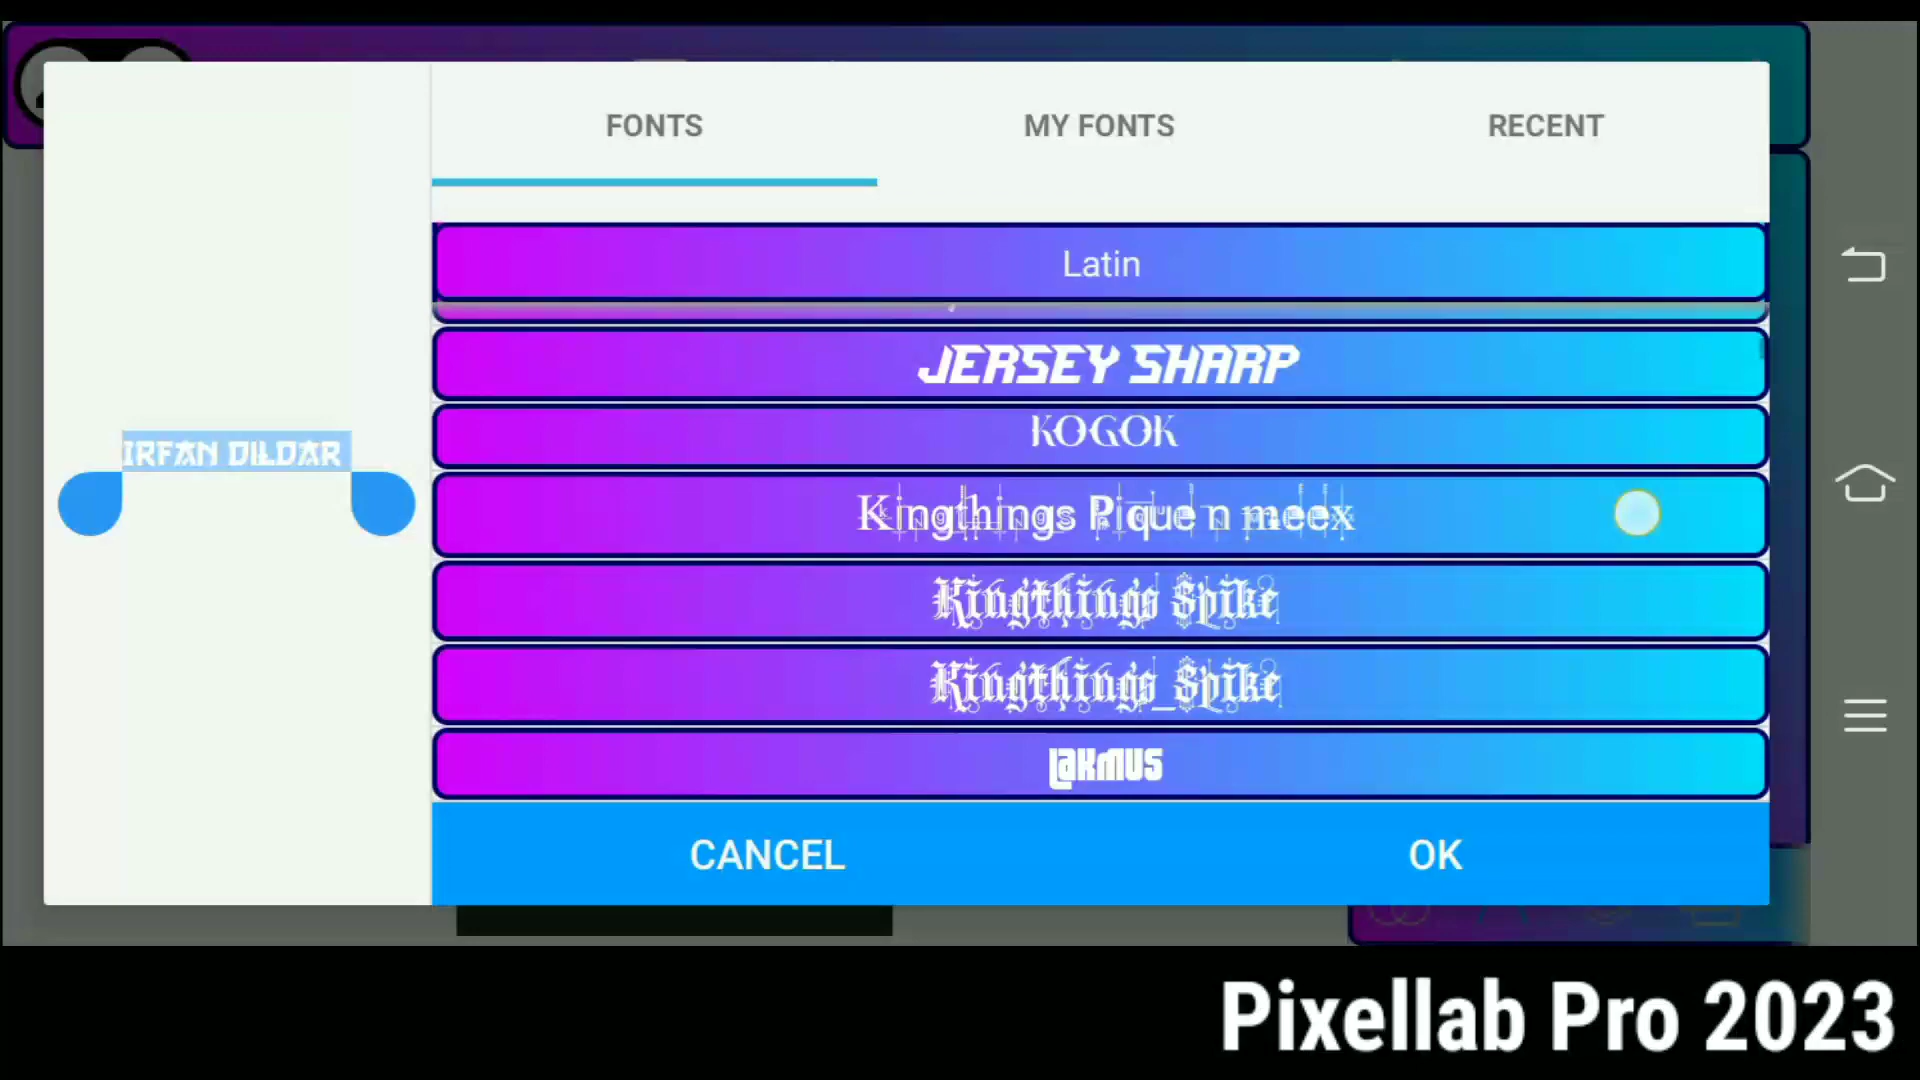 FONTS
MY FONTS
RECENT
Latin
JERSEY SHARP
KOGOK
Kingthings Pique'n meex
Kingthings Spike
Kingthings_Spike
Lakmus
IRFAN DILDAR
CANCEL
OK
Pixellab Pro 2023